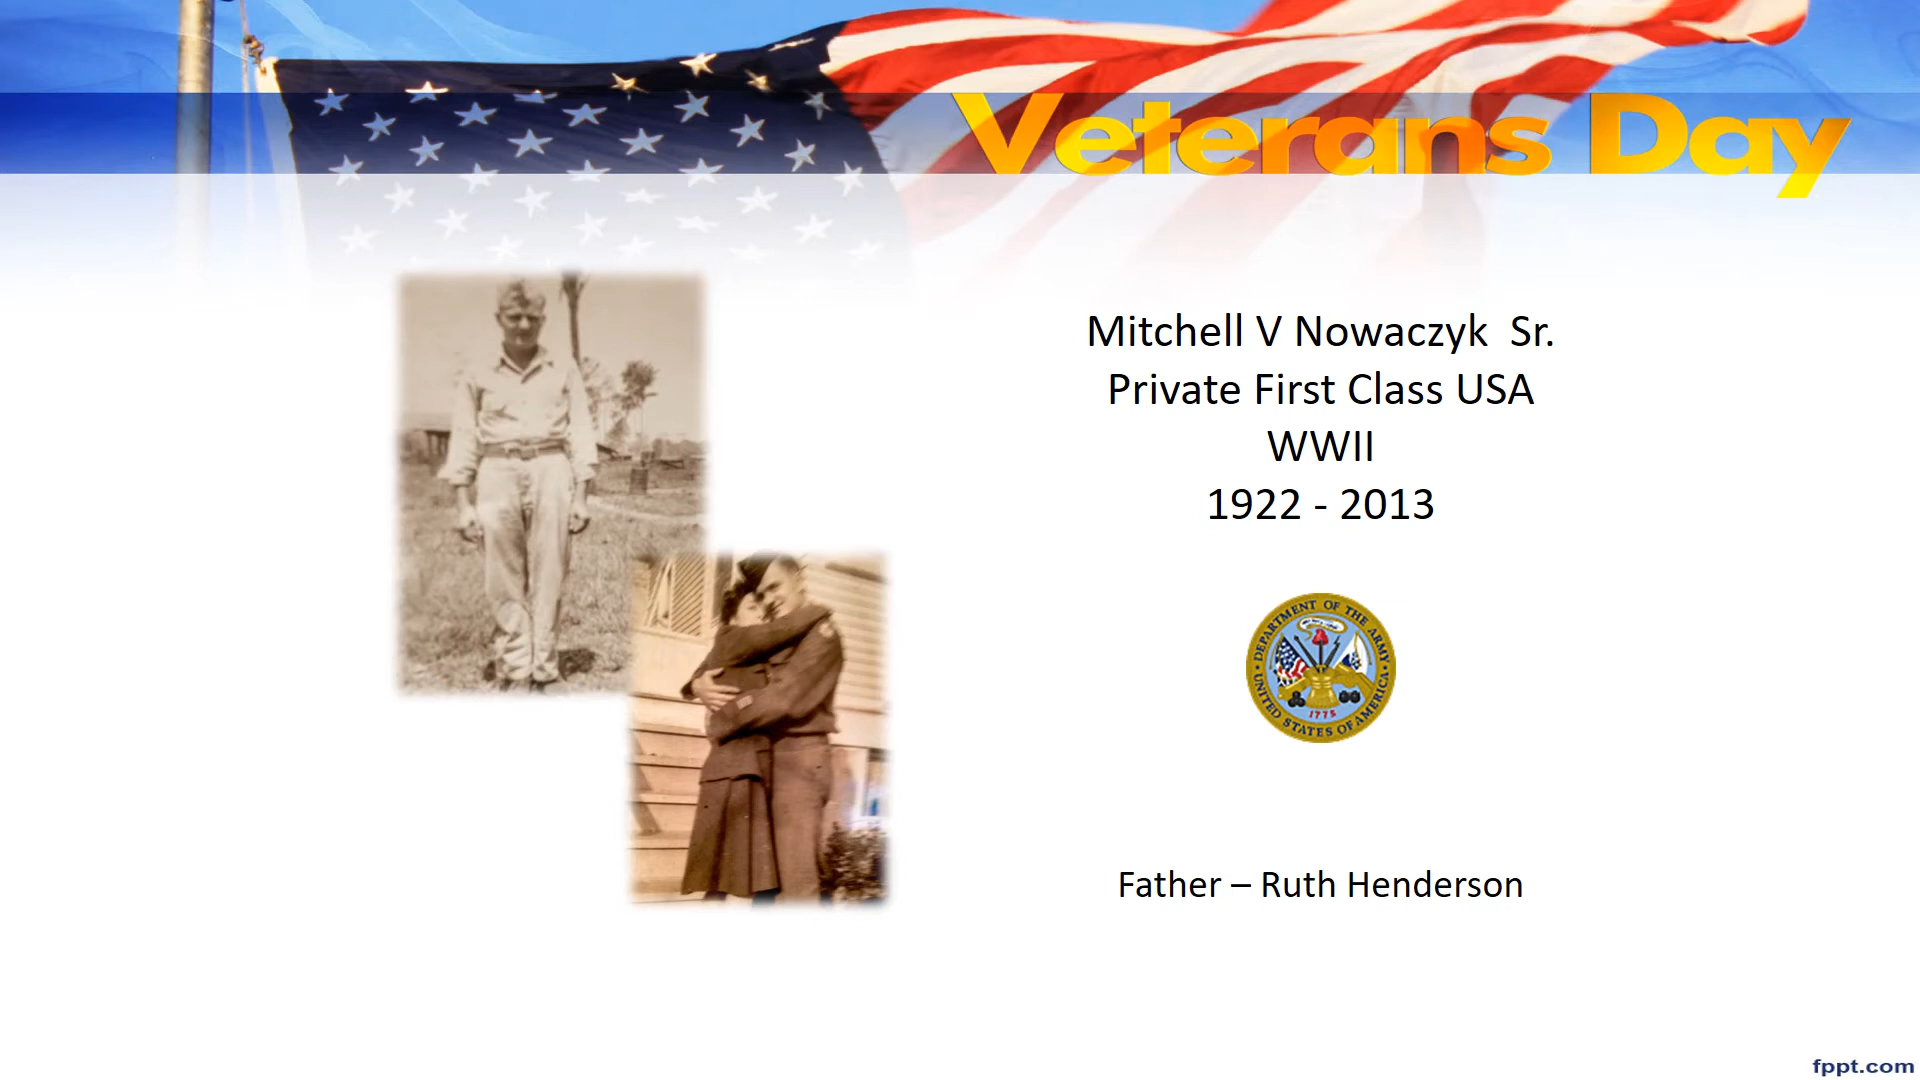 Veterans Day
Mitchell V Nowaczyk Sr.
Private First Class USA
WWII
1922 - 2013
DEPARTMENT OF THE ARMY
UNITED STATES OF AMERICA
1775
Father – Ruth Henderson
fppt.com